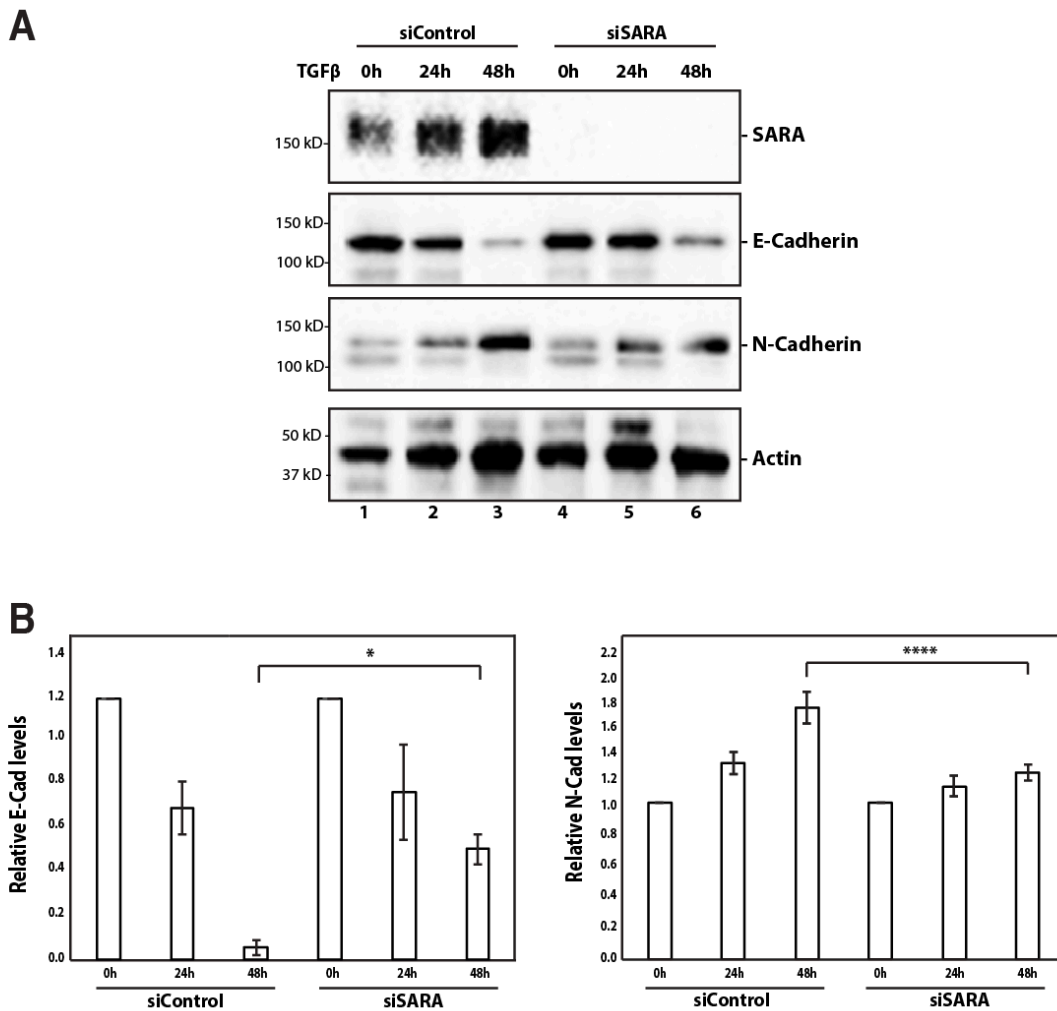 A
siControl siSARA
TGFβ 0h 24h 48h 0h 24h 48h
150 kD
SARA
150 kD
E-Cadherin
100 kD
150 kD
N-Cadherin
100 kD
50 kD
Actin
37 kD
1 2 3 4 5 6
B
Relative E-Cad levels
1.4
1.2
1.0
0.8
0.6
0.4
0.2
0.0
*
0h 24h 48h 0h 24h 48h
siControl siSARA
Relative N-Cad levels
2.2
2.0
1.8
1.6
1.4
1.2
1.0
0.8
0.6
0.4
0.2
0.0
****
0h 24h 48h 0h 24h 48h
siControl siSARA